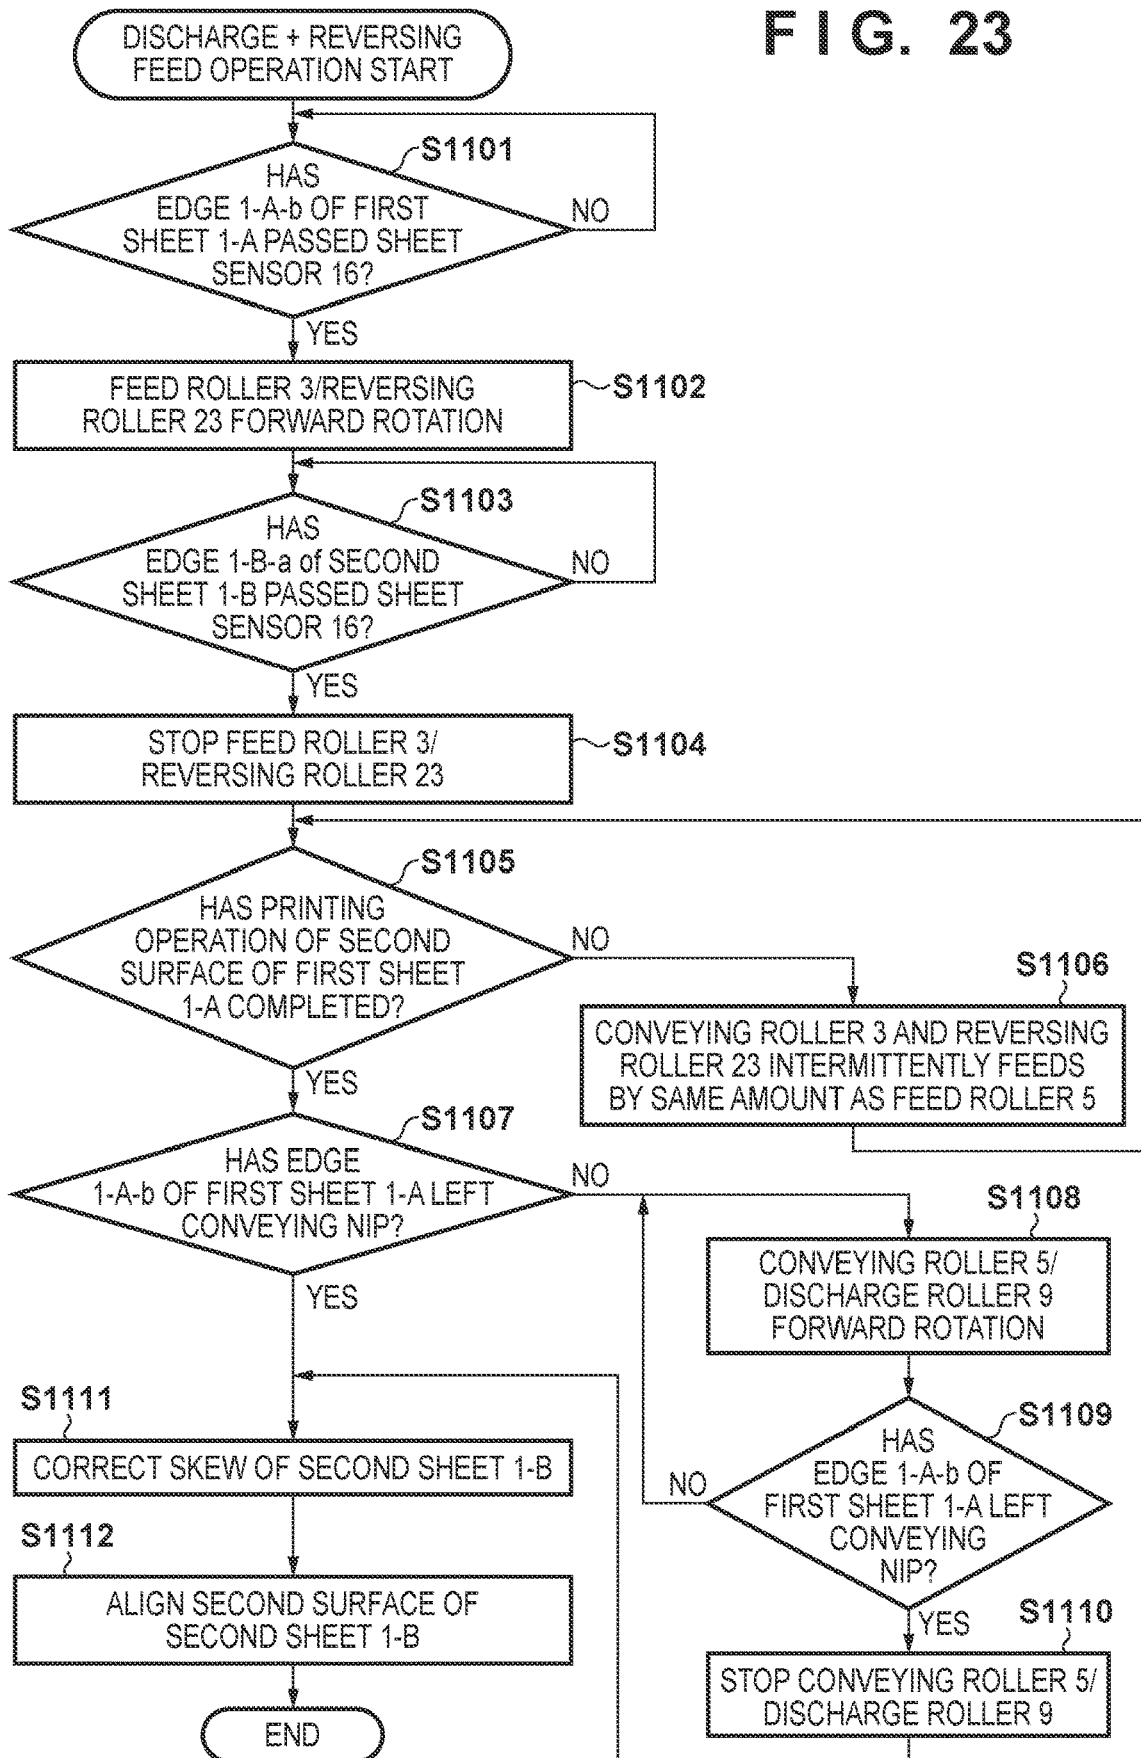 FIG. 23
DISCHARGE + REVERSING
FEED OPERATION START
S1101
HAS
EDGE 1-A-b OF FIRST
SHEET 1-A PASSED SHEET
SENSOR 16?
NO
YES
FEED ROLLER 3/REVERSING
ROLLER 23 FORWARD ROTATION
S1102
S1103
HAS
EDGE 1-B-a of SECOND
SHEET 1-B PASSED SHEET
SENSOR 16?
NO
YES
STOP FEED ROLLER 3/
REVERSING ROLLER 23
S1104
S1105
HAS PRINTING
OPERATION OF SECOND
SURFACE OF FIRST SHEET
1-A COMPLETED?
NO
YES
S1106
CONVEYING ROLLER 3 AND REVERSING
ROLLER 23 INTERMITTENTLY FEEDS
BY SAME AMOUNT AS FEED ROLLER 5
S1107
HAS EDGE
1-A-b OF FIRST SHEET 1-A LEFT
CONVEYING NIP?
NO
YES
S1108
CONVEYING ROLLER 5/
DISCHARGE ROLLER 9
FORWARD ROTATION
S1109
HAS
EDGE 1-A-b OF
FIRST SHEET 1-A LEFT
CONVEYING
NIP?
NO
YES
S1110
STOP CONVEYING ROLLER 5/
DISCHARGE ROLLER 9
S1111
CORRECT SKEW OF SECOND SHEET 1-B
S1112
ALIGN SECOND SURFACE OF
SECOND SHEET 1-B
END